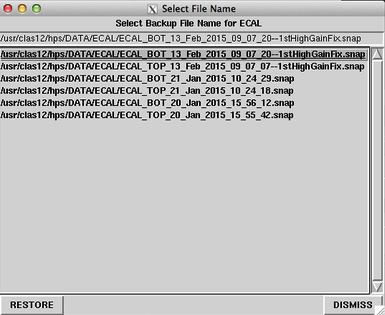 Select File Name
Select Backup File Name for ECAL
/usr/clas12/hps/DATA/ECAL/ECAL_BOT_13_Feb_2015_09_07_20--1stHighGainFix.snap
/usr/clas12/hps/DATA/ECAL/ECAL_BOT_13_Feb_2015_09_07_20--1stHighGainFix.snap
/usr/clas12/hps/DATA/ECAL/ECAL_TOP_13_Feb_2015_09_07_07--1stHighGainFix.snap
/usr/clas12/hps/DATA/ECAL/ECAL_BOT_21_Jan_2015_10_24_29.snap
/usr/clas12/hps/DATA/ECAL/ECAL_TOP_21_Jan_2015_10_24_18.snap
/usr/clas12/hps/DATA/ECAL/ECAL_BOT_20_Jan_2015_15_56_12.snap
/usr/clas12/hps/DATA/ECAL/ECAL_TOP_20_Jan_2015_15_55_42.snap
RESTORE
DISMISS